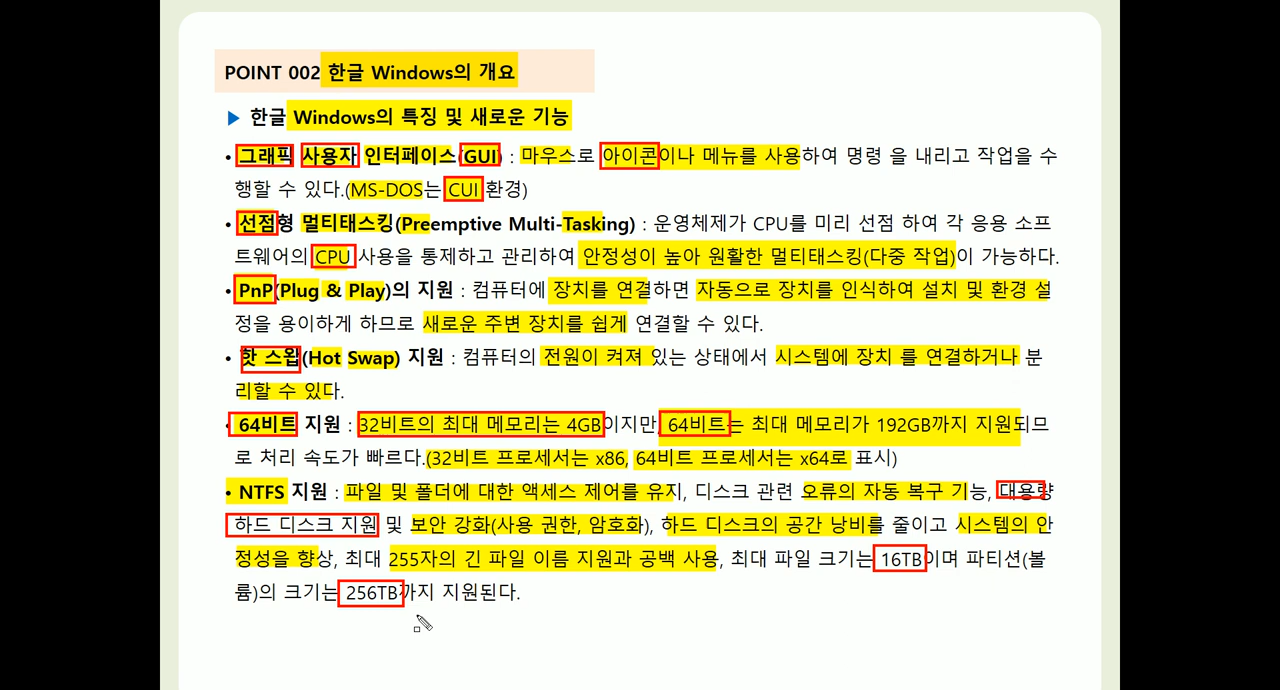 POINT 002 한글 Windows의 개요
▶ 한글 Windows의 특징 및 새로운 기능
• 그래픽 사용자 인터페이스(GUI) : 마우스로 아이콘이나 메뉴를 사용하여 명령 을 내리고 작업을 수
행할 수 있다.(MS-DOS는 CUI 환경)
• 선점형 멀티태스킹(Preemptive Multi-Tasking) : 운영체제가 CPU를 미리 선점 하여 각 응용 소프
트웨어의 CPU 사용을 통제하고 관리하여 안정성이 높아 원활한 멀티태스킹(다중 작업)이 가능하다.
• PnP(Plug & Play)의 지원 : 컴퓨터에 장치를 연결하면 자동으로 장치를 인식하여 설치 및 환경 설
정을 용이하게 하므로 새로운 주변 장치를 쉽게 연결할 수 있다.
• 핫 스왑(Hot Swap) 지원 : 컴퓨터의 전원이 켜져 있는 상태에서 시스템에 장치 를 연결하거나 분
리할 수 있다.
• 64비트 지원 : 32비트의 최대 메모리는 4GB이지만, 64비트는 최대 메모리가 192GB까지 지원되므
로 처리 속도가 빠르다.(32비트 프로세서는 x86, 64비트 프로세서는 x64로 표시)
• NTFS 지원 : 파일 및 폴더에 대한 액세스 제어를 유지, 디스크 관련 오류의 자동 복구 기능, 대용량
하드 디스크 지원 및 보안 강화(사용 권한, 암호화), 하드 디스크의 공간 낭비를 줄이고 시스템의 안
정성을 향상, 최대 255자의 긴 파일 이름 지원과 공백 사용, 최대 파일 크기는 16TB이며 파티션(볼
륨)의 크기는 256TB까지 지원된다.